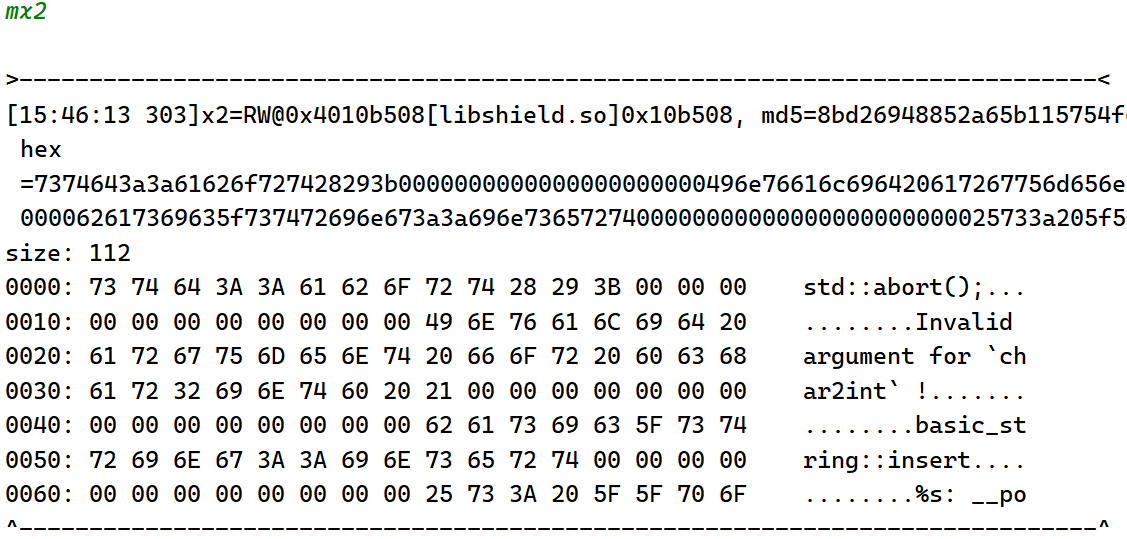 mx2
>-----------------------------------------------------------------------------<
[15:46:13 303]x2=RW@0x4010b508[libshield.so]0x10b508, md5=8bd26948852a65b115754f
hex
=7374643a3a61626f727428293b0000000000000000000000496e76616c696420617267756d656e
000062617369635f737472696e673a3a696e7365727400000000000000000000000025733a205f5
size: 112
0000: 73 74 64 3A 3A 61 62 6F 72 74 28 29 3B 00 00 00    std::abort();...
0010: 00 00 00 00 00 00 00 00 49 6E 76 61 6C 69 64 20    ........Invalid
0020: 61 72 67 75 6D 65 6E 74 20 66 6F 72 20 60 63 68    argument for `ch
0030: 61 72 32 69 6E 74 60 20 21 00 00 00 00 00 00 00    ar2int` !.......
0040: 00 00 00 00 00 00 00 00 62 61 73 69 63 5F 73 74    ........basic_st
0050: 72 69 6E 67 3A 3A 69 6E 73 65 72 74 00 00 00 00    ring::insert....
0060: 00 00 00 00 00 00 00 00 25 73 3A 20 5F 5F 70 6F    ........%s: __po
^-----------------------------------------------------------------------------^